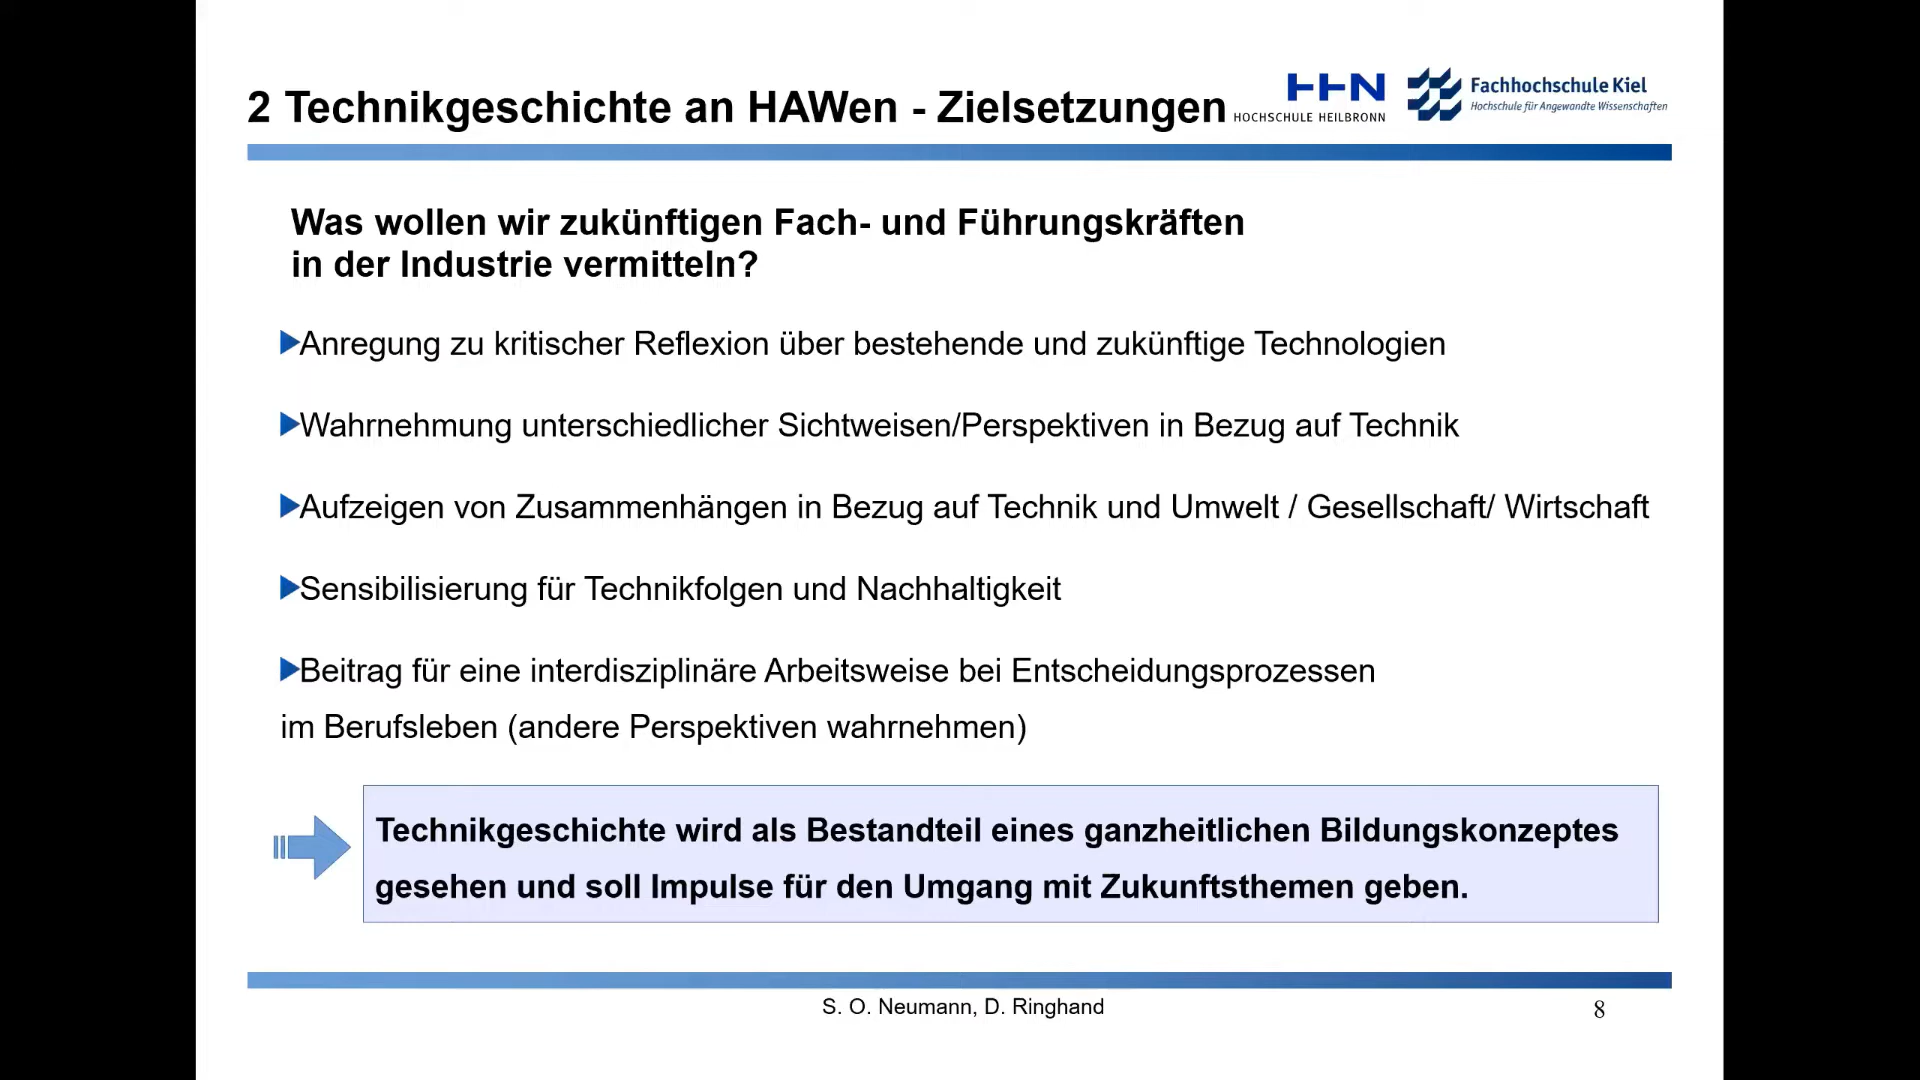 2 Technikgeschichte an HAWen - Zielsetzungen
HHN
HOCHSCHULE HEILBRONN
Fachhochschule Kiel
Hochschule für Angewandte Wissenschaften
Was wollen wir zukünftigen Fach- und Führungskräften
in der Industrie vermitteln?
Anregung zu kritischer Reflexion über bestehende und zukünftige Technologien
Wahrnehmung unterschiedlicher Sichtweisen/Perspektiven in Bezug auf Technik
Aufzeigen von Zusammenhängen in Bezug auf Technik und Umwelt / Gesellschaft/ Wirtschaft
Sensibilisierung für Technikfolgen und Nachhaltigkeit
Beitrag für eine interdisziplinäre Arbeitsweise bei Entscheidungsprozessen
im Berufsleben (andere Perspektiven wahrnehmen)
Technikgeschichte wird als Bestandteil eines ganzheitlichen Bildungskonzeptes
gesehen und soll Impulse für den Umgang mit Zukunftsthemen geben.
S. O. Neumann, D. Ringhand
8